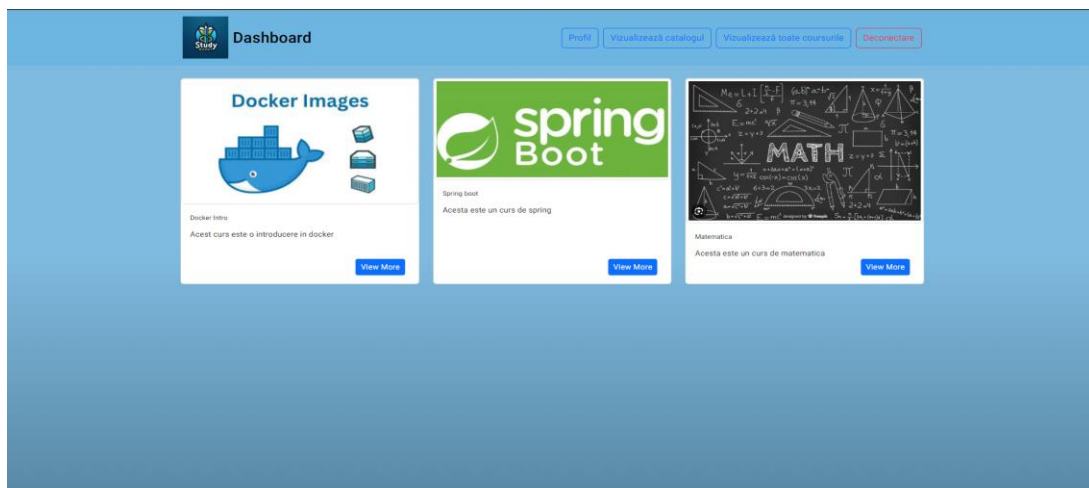 Study
Dashboard
Profil
Vizualizează catalogul
Vizualizează toate coursurile
Deconectare
Docker Images
Docker Intro
Acest curs este o introducere in docker
View More
spring
Boot
Spring boot
Acesta este un curs de spring
View More
MATH
Matematica
Acesta este un curs de matematica
View More